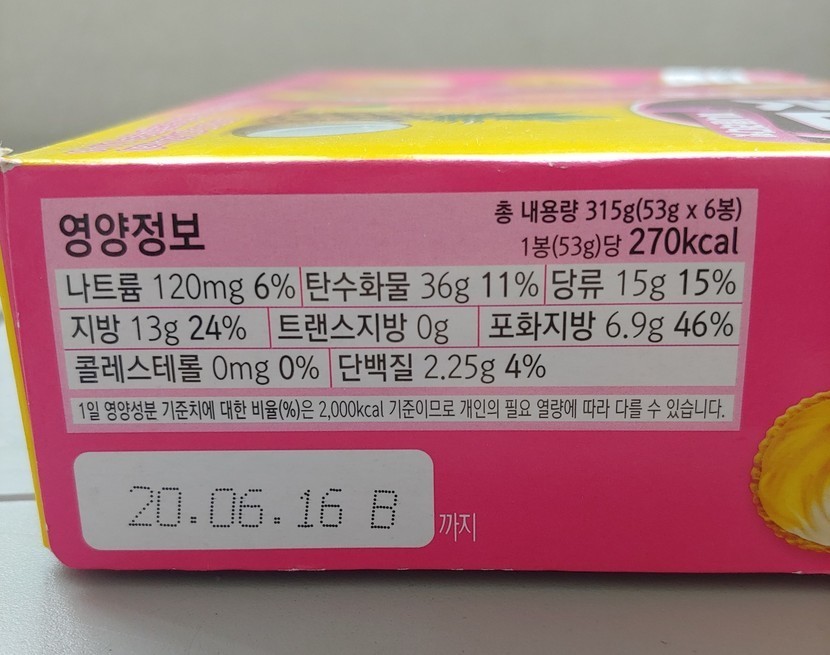 영양정보
총 내용량 315g(53g x 6봉)
1봉(53g)당 270kcal
나트륨 120mg 6% 탄수화물 36g 11% 당류 15g 15%
지방 13g 24% 트랜스지방 0g 포화지방 6.9g 46%
콜레스테롤 0mg 0% 단백질 2.25g 4%
1일 영양성분 기준치에 대한 비율(%)은 2,000kcal 기준이므로 개인의 필요 열량에 따라 다를 수 있습니다.
20.06.16 B 까지